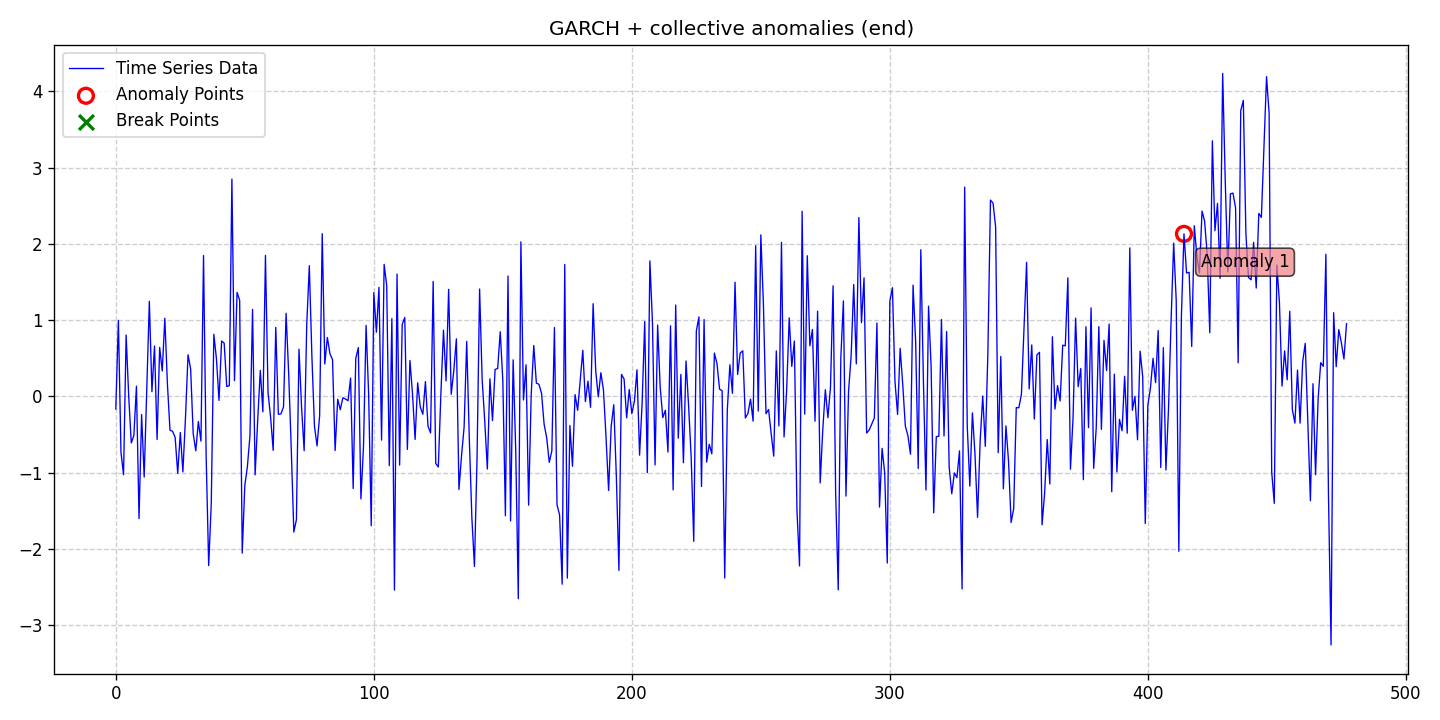 GARCH + collective anomalies (end)
Time Series Data
Anomaly Points
Break Points
Anomaly 1
4
3
2
1
0
−1
−2
−3
0
100
200
300
400
500